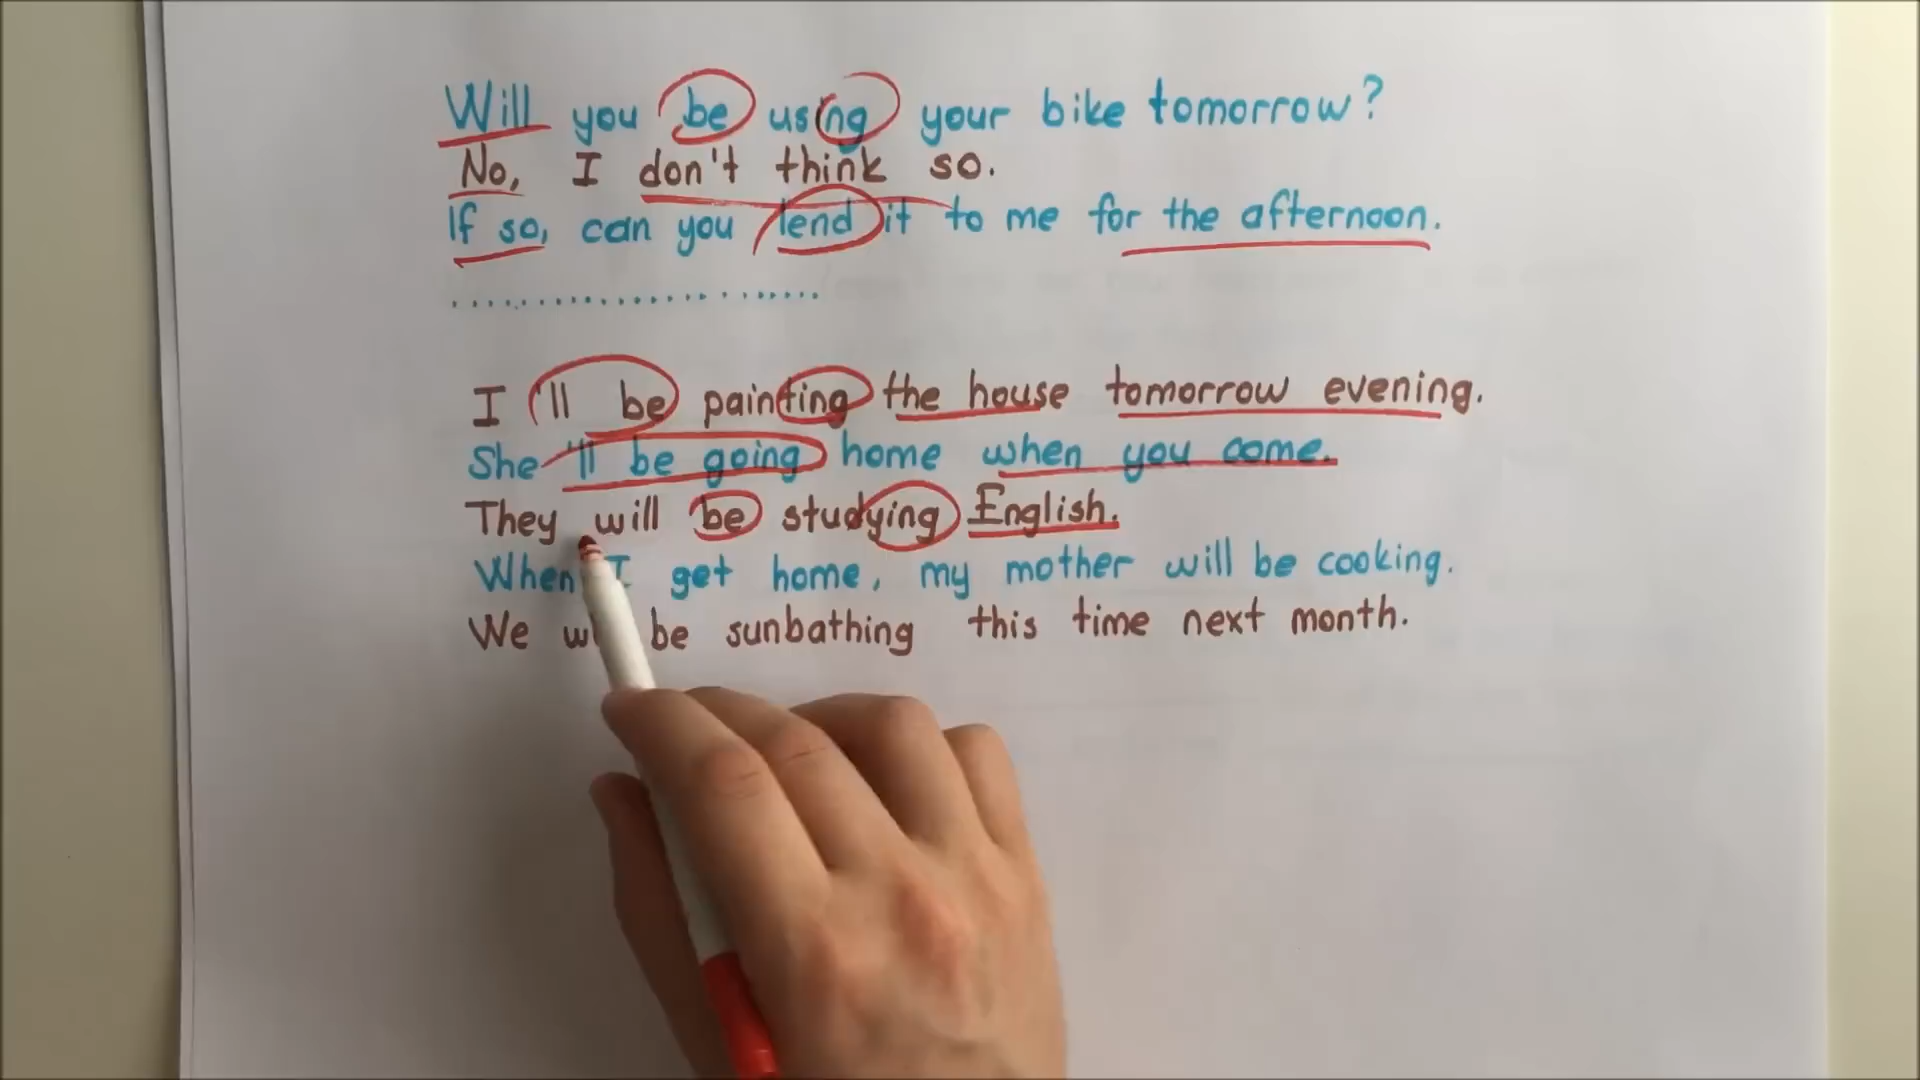 Will you be using your bike tomorrow?
No, I don't think so.
If so, can you lend it to me for the afternoon.
.......................
I 'll be painting the house tomorrow evening.
She 'll be going home when you come.
They will be studying English.
When I get home, my mother will be cooking.
We be sunbathing this time next month.